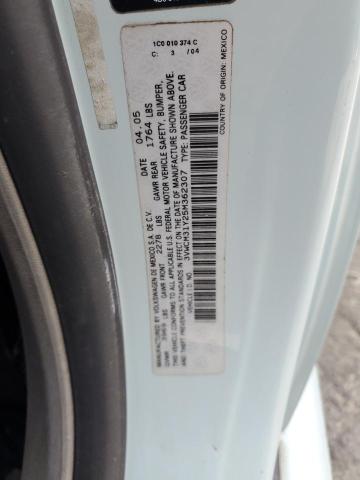 1C0 010 374 C
C: 3 /04
MANUFACTURED BY VOLKSWAGEN DE MEXICO S.A. DE C.V. DATE 04.05
GVWR LBS GAWR FRONT 2278 LBS GAWR REAR 1764 LBS
THIS VEHICLE CONFORMS TO ALL APPLICABLE U.S. FEDERAL MOTOR VEHICLE SAFETY, BUMPER,
AND THEFT PREVENTION STANDARDS IN EFFECT ON THE DATE OF MANUFACTURE SHOWN ABOVE.
VEHICLE I.D. NO 3VWCM31Y25M362307 TYPE: PASSENGER CAR
COUNTRY OF ORIGIN: MEXICO